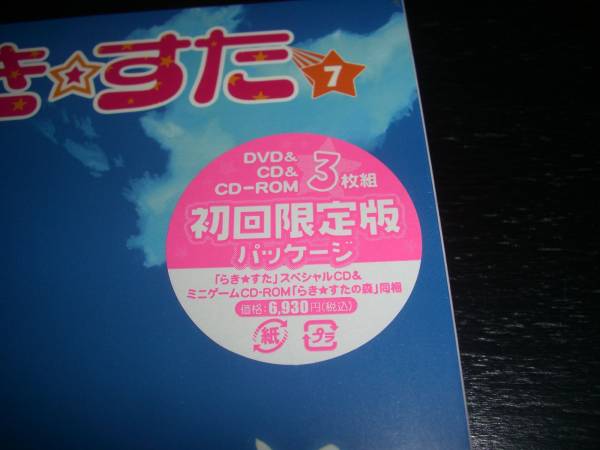 き☆すた 7
DVD&
CD&
CD-ROM 3枚組
初回限定版
パッケージ
「らき★すた」スペシャルCD&
ミニゲームCD-ROM「らき★すたの森」同梱
価格:6,930円(税込)
紙 プラ